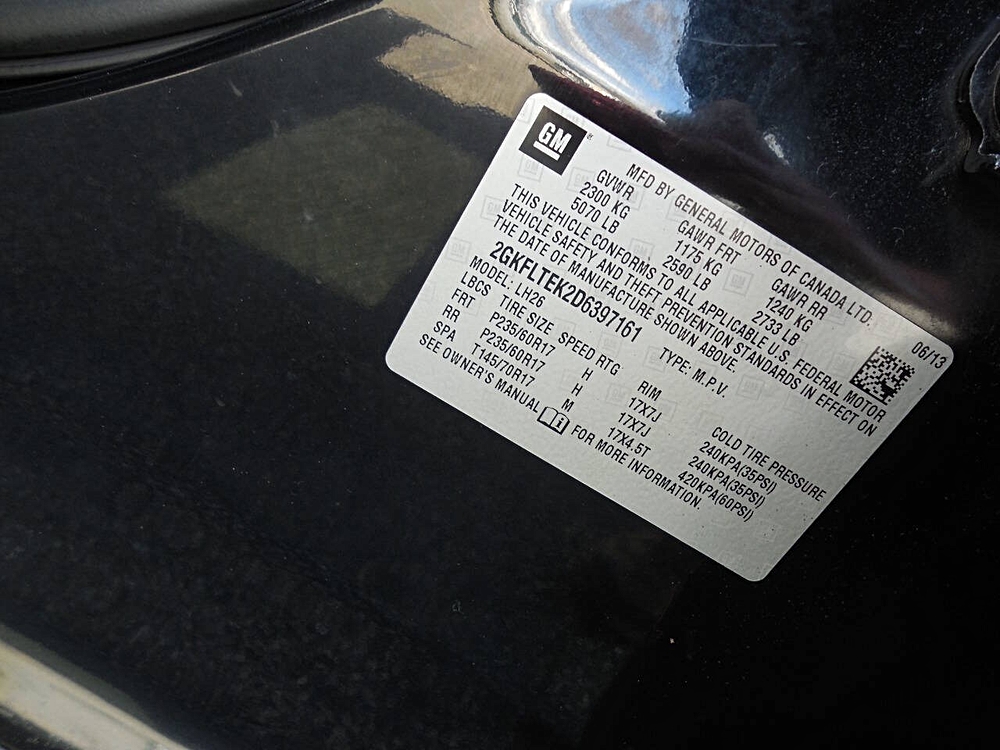 GM
MFD BY GENERAL MOTORS OF CANADA LTD.
06/13
GVWR GAWR FRT GAWR RR
2300 KG 1175 KG 1240 KG
5070 LB 2590 LB 2733 LB
THIS VEHICLE CONFORMS TO ALL APPLICABLE U.S. FEDERAL MOTOR
VEHICLE SAFETY AND THEFT PREVENTION STANDARDS IN EFFECT ON
THE DATE OF MANUFACTURE SHOWN ABOVE.
2GKFLTEK2D6397161 TYPE: M.P.V.
MODEL: LH26
LBCS TIRE SIZE SPEED RTG RIM COLD TIRE PRESSURE
FRT P235/60R17 H 17X7J 240KPA(35PSI)
RR P235/60R17 H 17X7J 240KPA(35PSI)
SPA T145/70R17 M 17X4.5T 420KPA(60PSI)
SEE OWNER'S MANUAL FOR MORE INFORMATION.